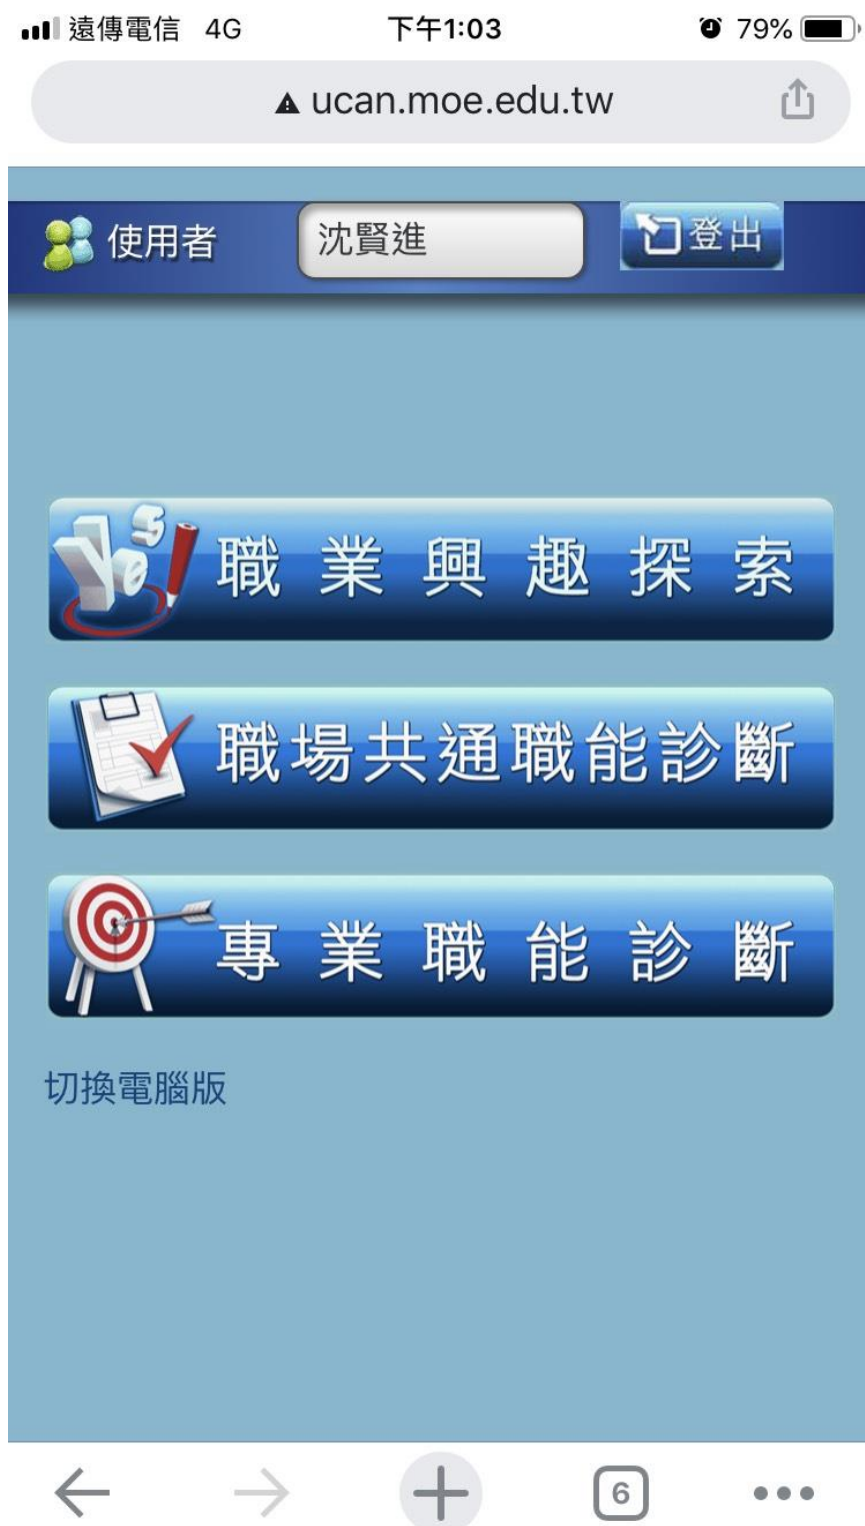 遠傳電信 4G 下午1:03 79%
ucan.moe.edu.tw
使用者 沈賢進 登出
Yes
職業興趣探索
職場共通職能診斷
專業職能診斷
切換電腦版
6